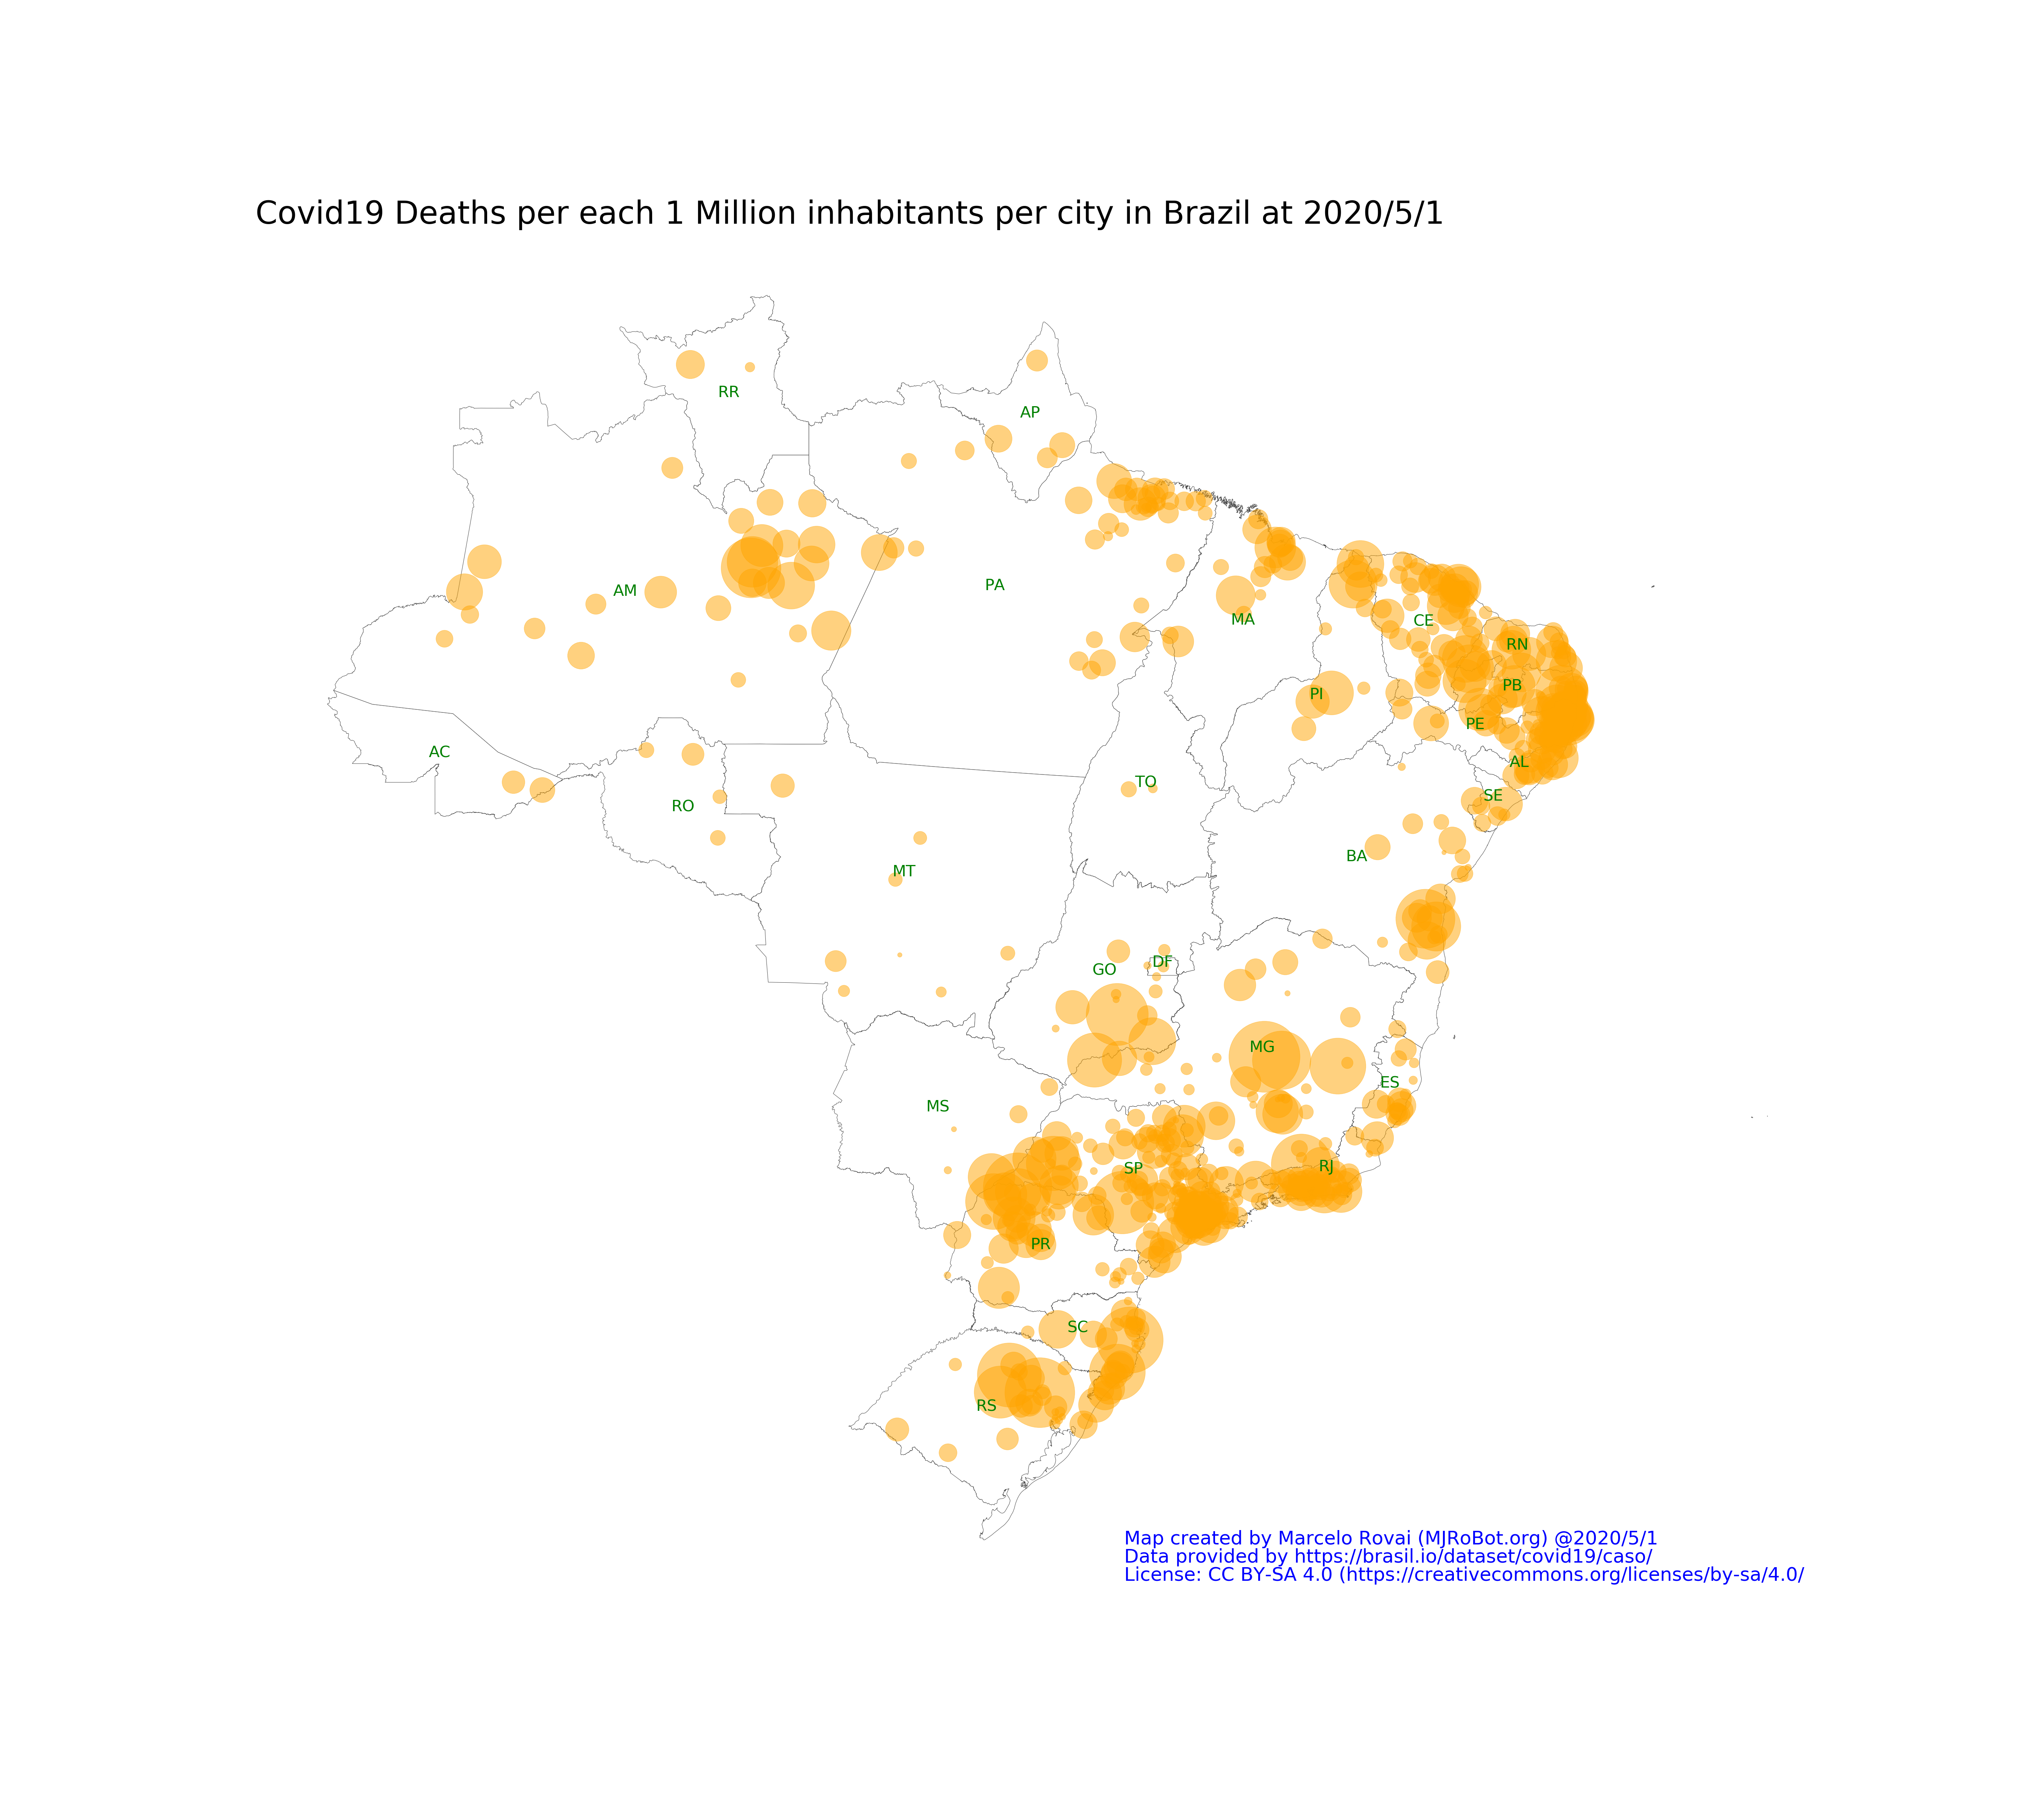 Covid19 Deaths per each 1 Million inhabitants per city in Brazil at 2020/5/1
RR
AP
AM
PA
MA
CE
RN
PI
PB
PE
AC
AL
TO
SE
RO
BA
MT
DF
GO
MG
ES
MS
RJ
SP
PR
SC
RS
Map created by Marcelo Rovai (MJRoBot.org) @2020/5/1
Data provided by https://brasil.io/dataset/covid19/caso/
License: CC BY-SA 4.0 (https://creativecommons.org/licenses/by-sa/4.0/